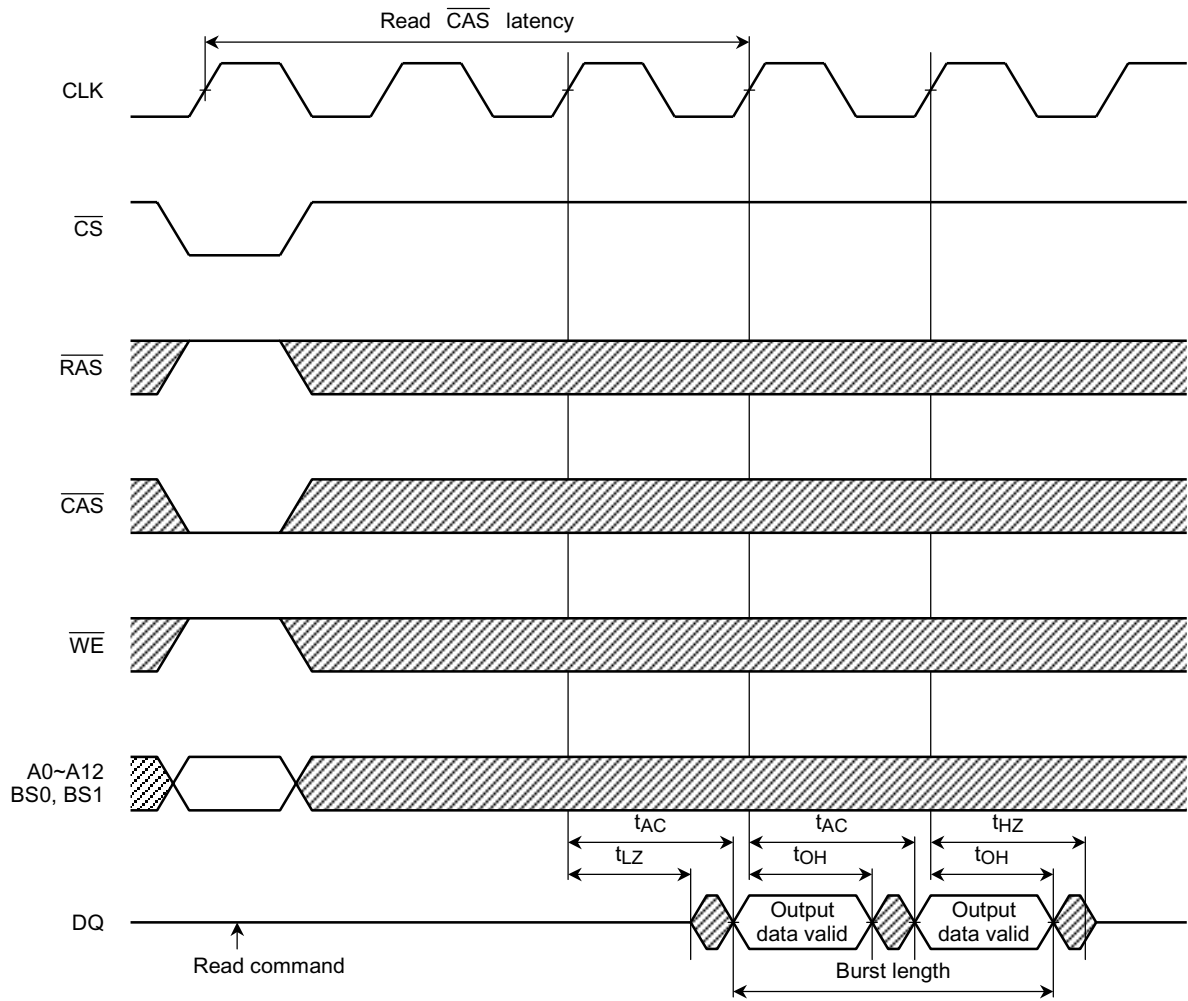 Read CAS latency
CLK
CS
RAS
CAS
WE
A0~A12
BS0, BS1
tAC tAC tHZ
tLZ tOH tOH
DQ
Output data valid
Output data valid
Read command
Burst length